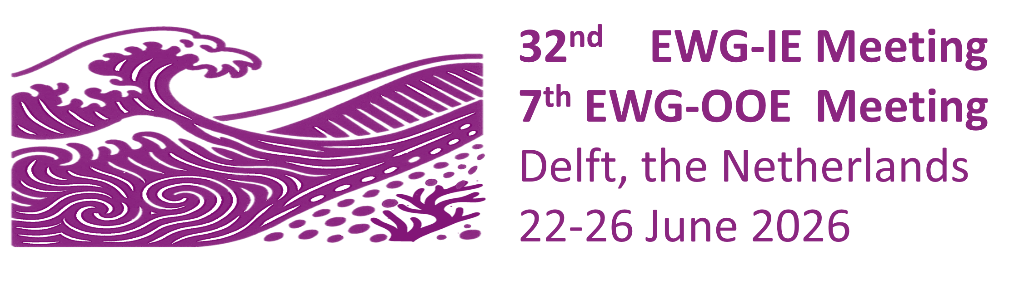 32nd EWG-IE Meeting
7th EWG-OOE Meeting
Delft, the Netherlands
22-26 June 2026